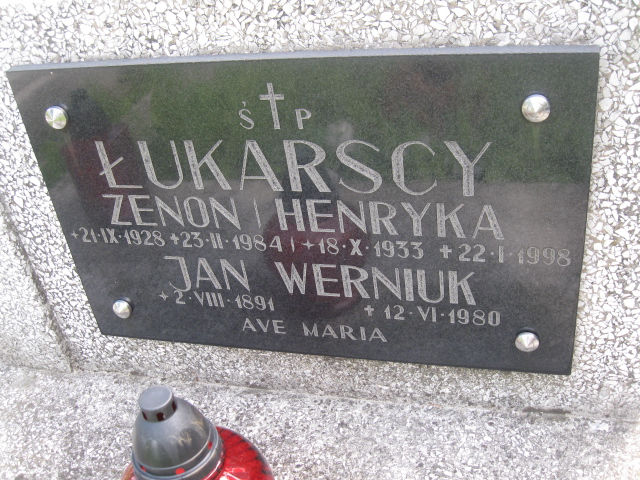 Ś P
ŁUKARSCY
ZENON I HENRYKA
+21·IX·1928 +23·II·1984 I +18·X·1933 +22·I·1998
JAN WERNIUK
+2·VIII·1891 +12·VI·1980
AVE MARIA